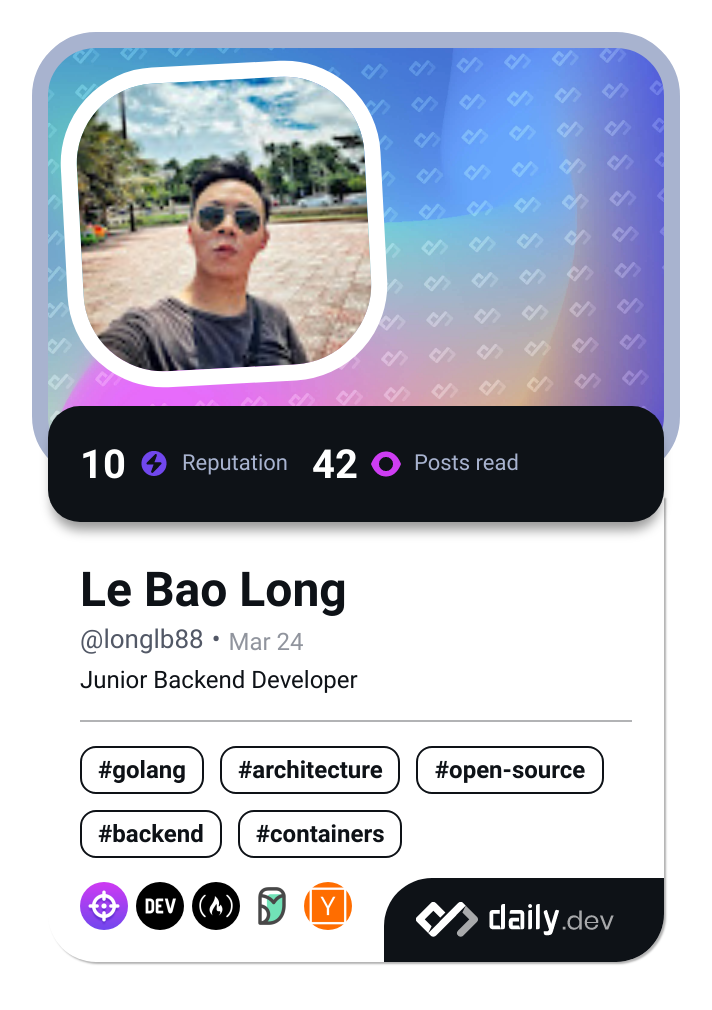 10 Reputation 42 Posts read
Le Bao Long
@longlb88 • Mar 24
Junior Backend Developer
#golang #architecture #open-source
#backend #containers
DEV Y daily.dev